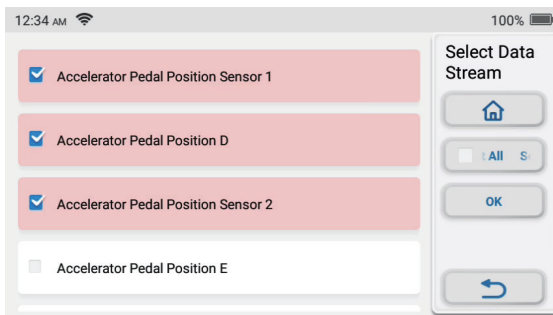 12:34 AM
100%
Accelerator Pedal Position Sensor 1
Accelerator Pedal Position D
Accelerator Pedal Position Sensor 2
Accelerator Pedal Position E
Select Data
Stream
All
OK